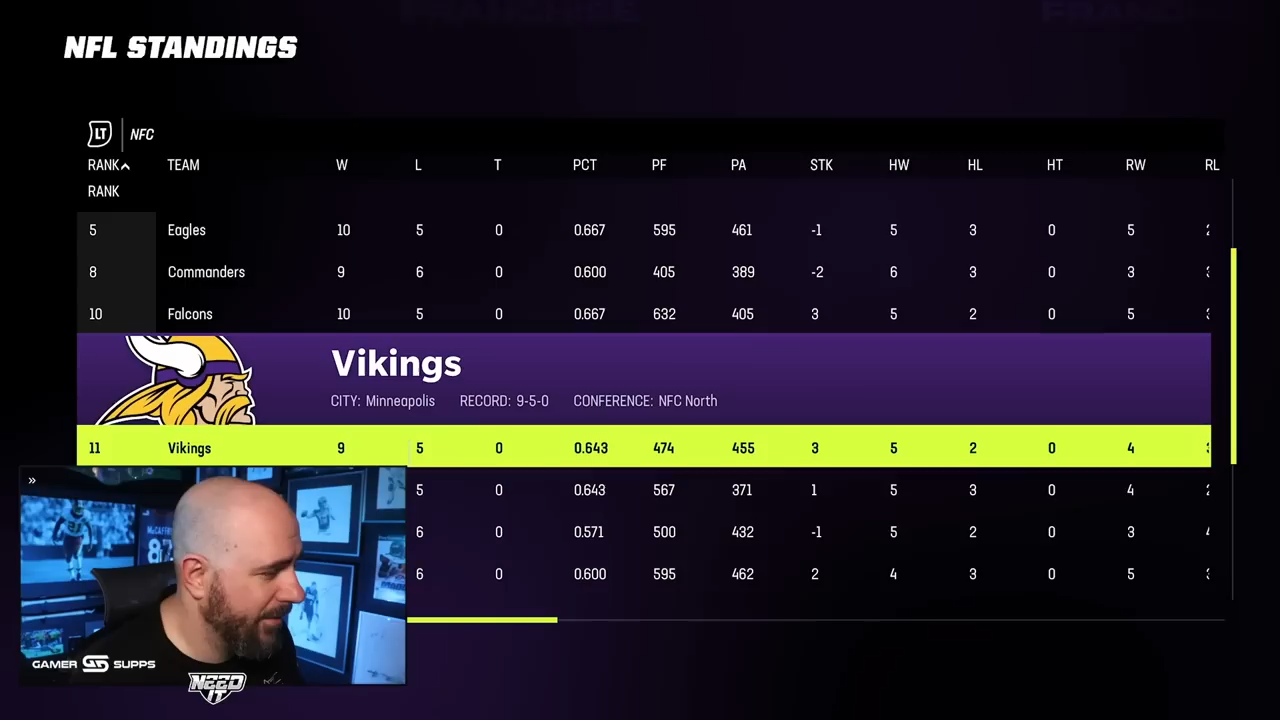 NFL STANDINGS
LT NFC
RANK TEAM W L T PCT PF PA STK HW HL HT RW RL
RANK
5 Eagles 10 5 0 0.667 595 461 -1 5 3 0 5
8 Commanders 9 6 0 0.600 405 389 -2 6 3 0 3
10 Falcons 10 5 0 0.667 632 405 3 5 2 0 5
Vikings
CITY: Minneapolis RECORD: 9-5-0 CONFERENCE: NFC North
11 Vikings 9 5 0 0.643 474 455 3 5 2 0 4
5 0 0.643 567 371 1 5 3 0 4
6 0 0.571 500 432 -1 5 2 0 3
6 0 0.600 595 462 2 4 3 0 5
GAMER SUPPS
NEED IT